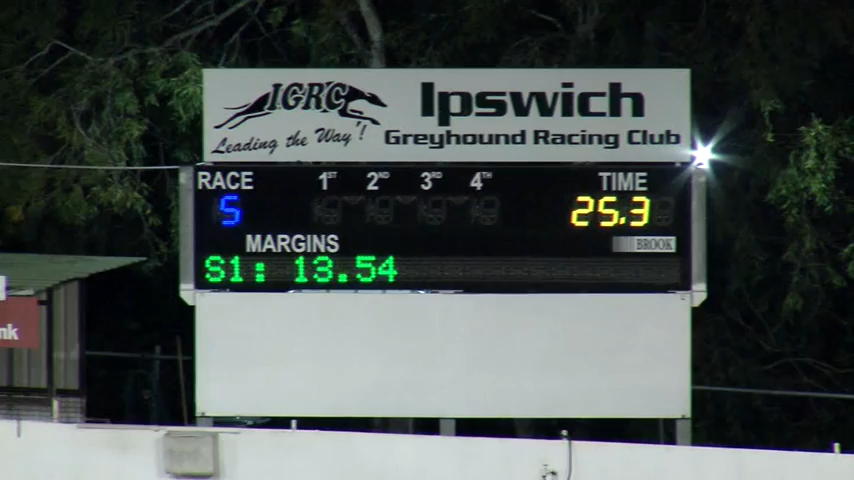 IGRC
Leading the Way!
Ipswich
Greyhound Racing Club
RACE 1ST 2ND 3RD 4TH TIME
5 25.3
MARGINS BROOK
S1: 13.54
nk